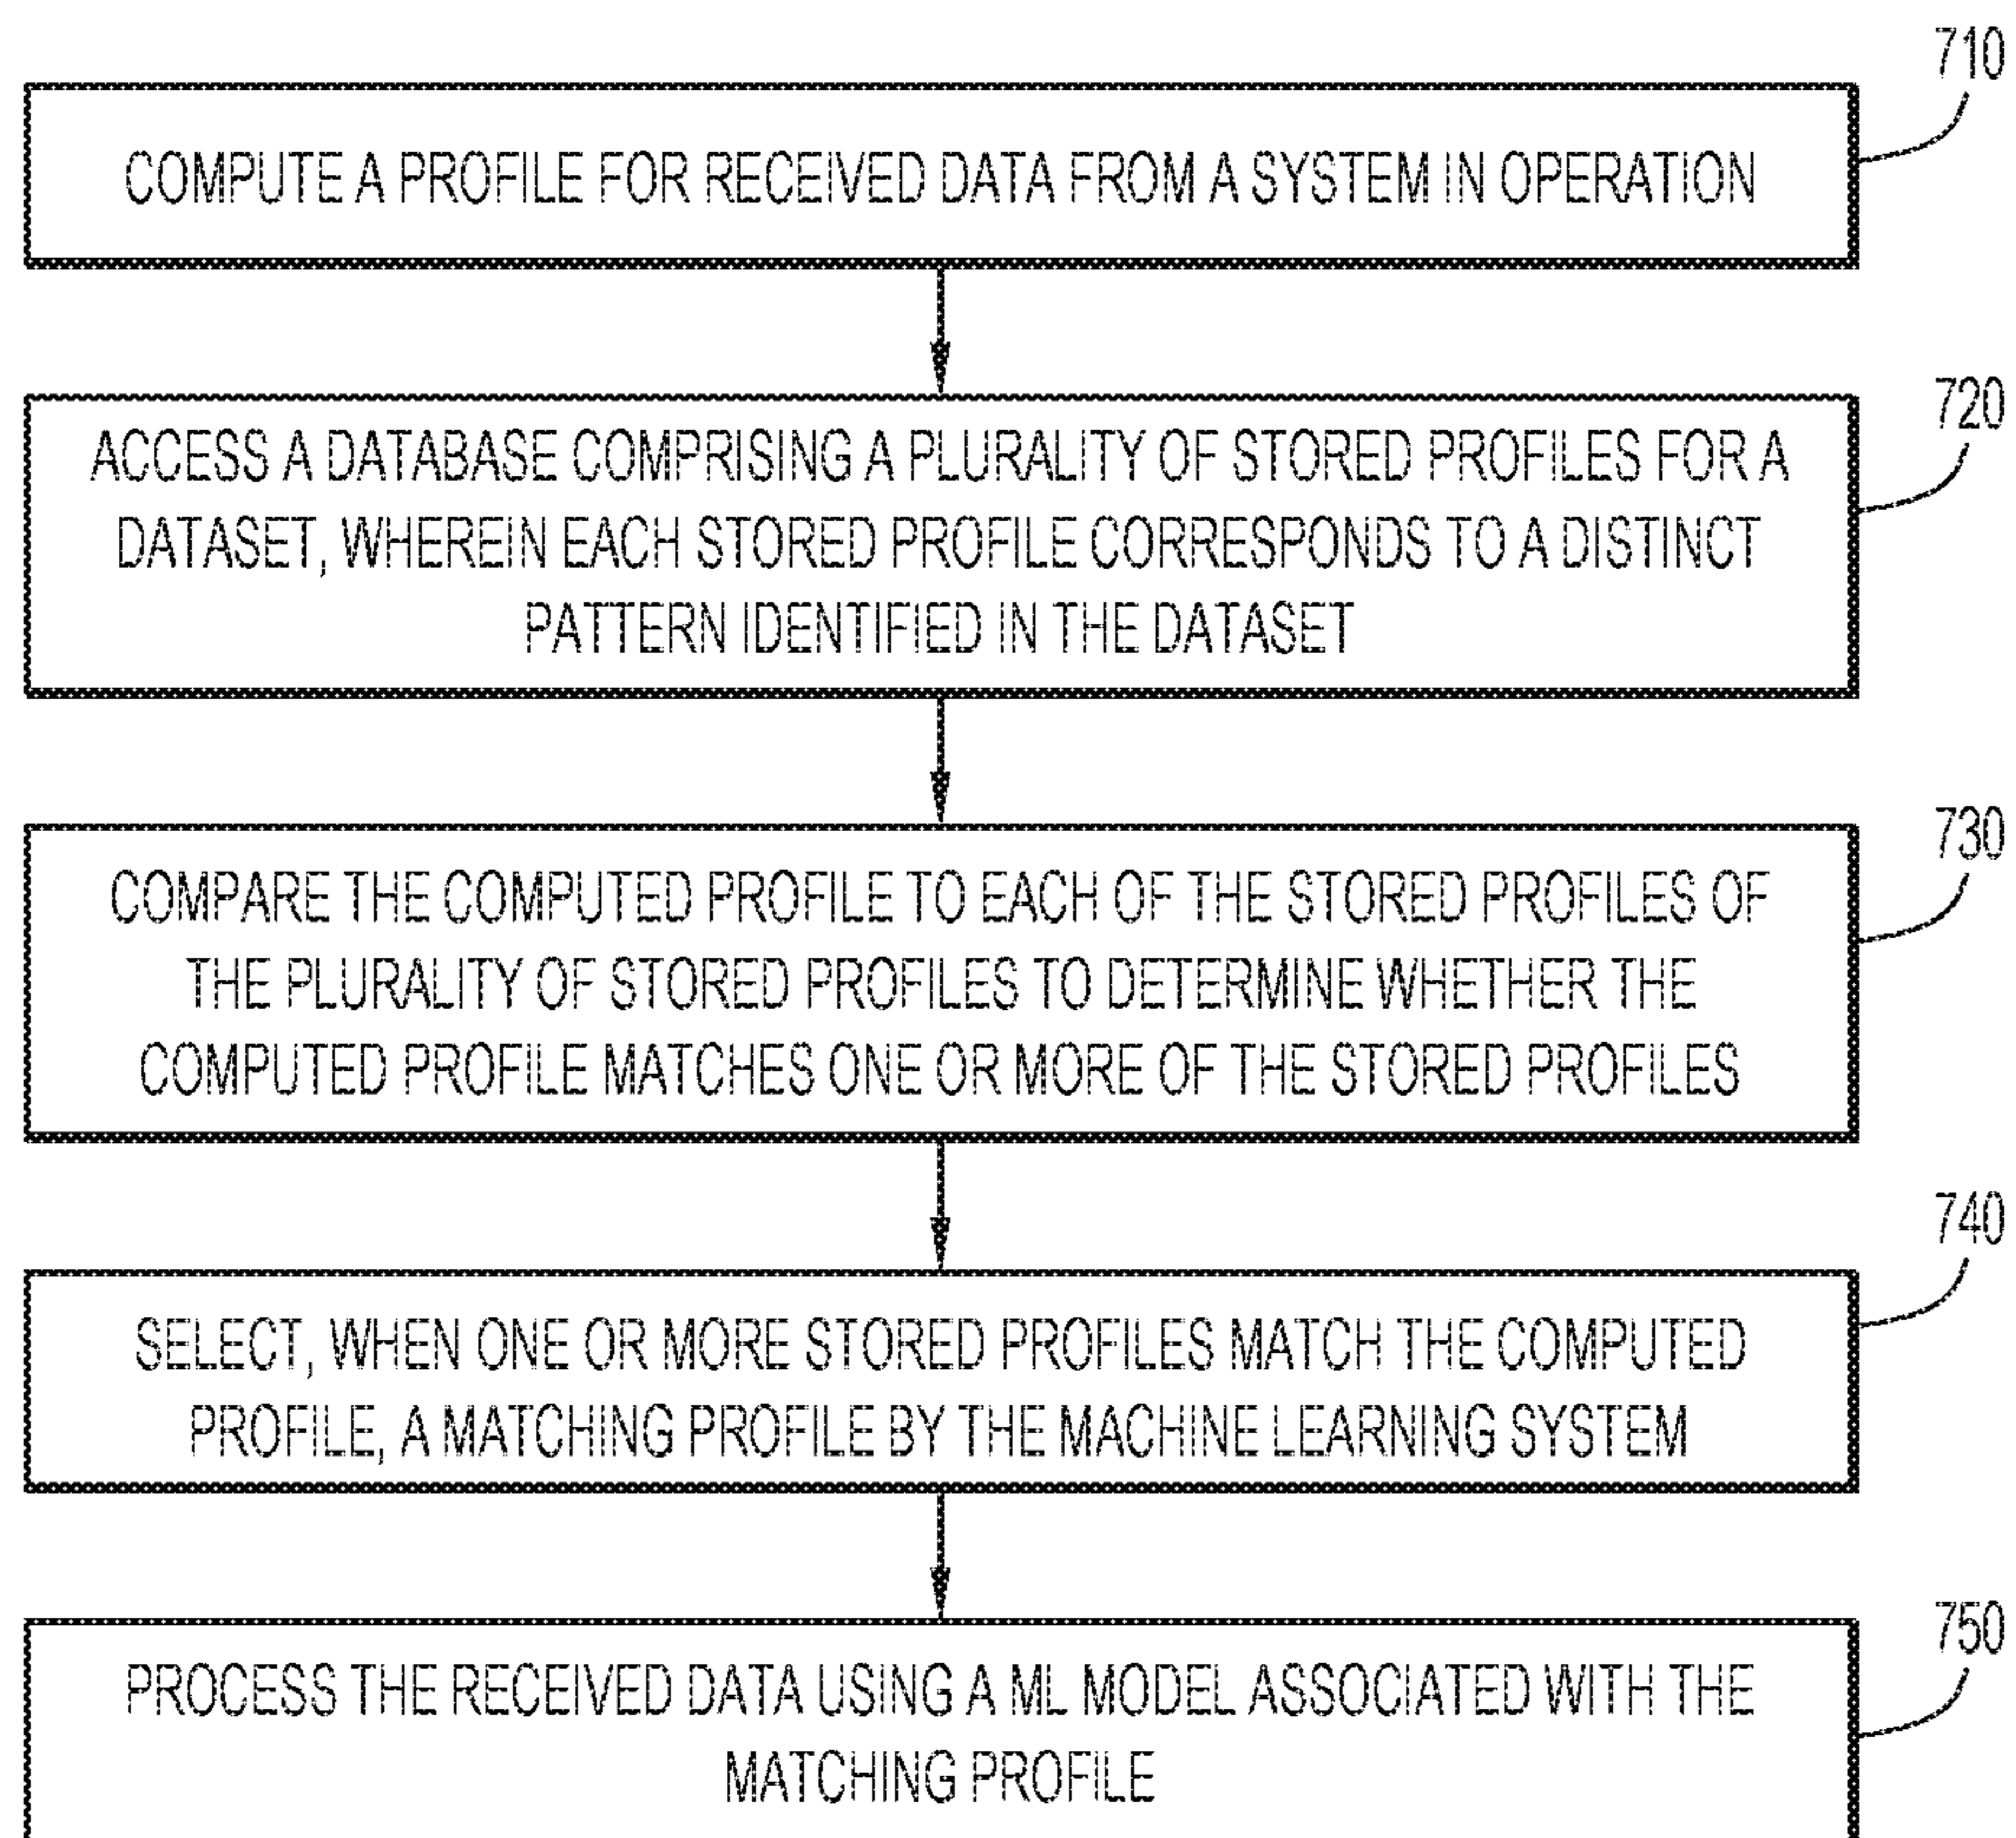 710
COMPUTE A PROFILE FOR RECEIVED DATA FROM A SYSTEM IN OPERATION
720
ACCESS A DATABASE COMPRISING A PLURALITY OF STORED PROFILES FOR A
DATASET, WHEREIN EACH STORED PROFILE CORRESPONDS TO A DISTINCT
PATTERN IDENTIFIED IN THE DATASET
730
COMPARE THE COMPUTED PROFILE TO EACH OF THE STORED PROFILES OF
THE PLURALITY OF STORED PROFILES TO DETERMINE WHETHER THE
COMPUTED PROFILE MATCHES ONE OR MORE OF THE STORED PROFILES
740
SELECT, WHEN ONE OR MORE STORED PROFILES MATCH THE COMPUTED
PROFILE, A MATCHING PROFILE BY THE MACHINE LEARNING SYSTEM
750
PROCESS THE RECEIVED DATA USING A ML MODEL ASSOCIATED WITH THE
MATCHING PROFILE